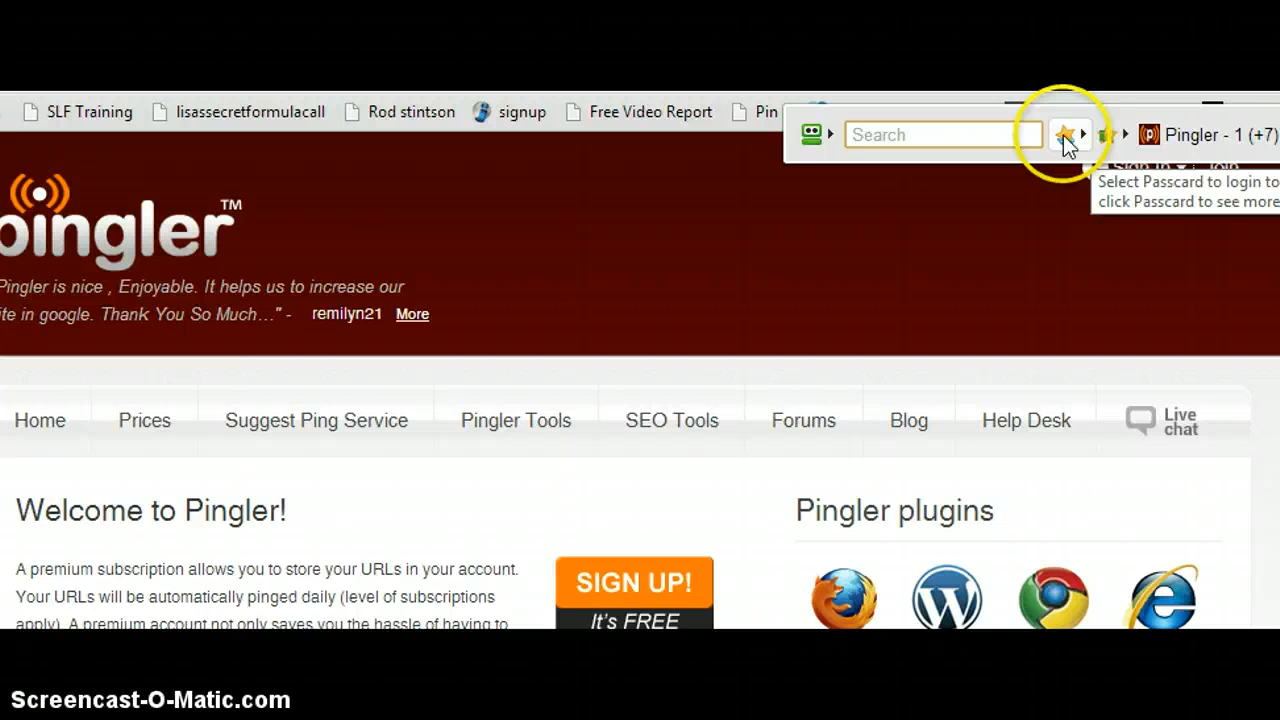 SLF Training lisassecretformulacall Rod stintson signup Free Video Report Pin
Search Pingler - 1 (+7)
Select Passcard to login to
click Passcard to see more
pingler™
Pingler is nice , Enjoyable. It helps us to increase our
ite in google. Thank You So Much..." - remilyn21 More
Home Prices Suggest Ping Service Pingler Tools SEO Tools Forums Blog Help Desk Live chat
Welcome to Pingler!
Pingler plugins
A premium subscription allows you to store your URLs in your account.
Your URLs will be automatically pinged daily (level of subscriptions
apply). A premium account not only saves you the hassle of having to
SIGN UP!
It's FREE
Screencast-O-Matic.com